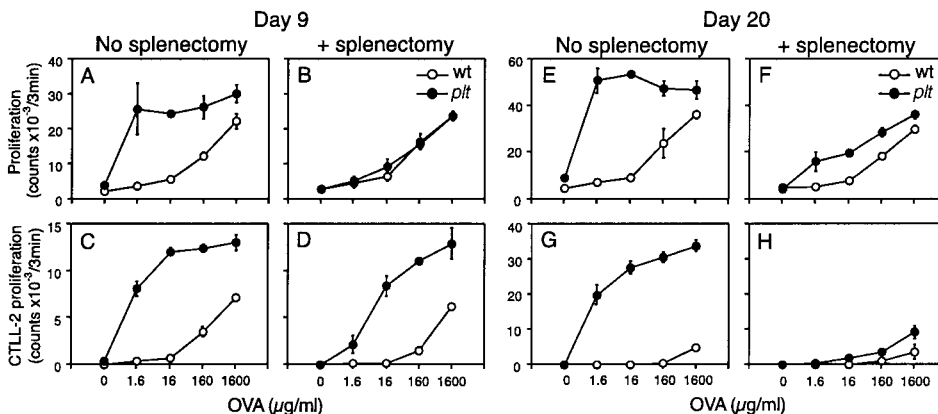 Day 9
Day 20
No splenectomy
+ splenectomy
No splenectomy
+ splenectomy
Proliferation
(counts x10⁻³/3min)
40
30
20
10
0
A
B
wt
plt
60
40
20
0
E
F
wt
plt
CTLL-2 proliferation
(counts x10⁻³/3min)
15
10
5
0
C
D
40
30
20
10
0
G
H
0 1.6 16 160 1600
0 1.6 16 160 1600
0 1.6 16 160 1600
0 1.6 16 160 1600
OVA (µg/ml)
OVA (µg/ml)